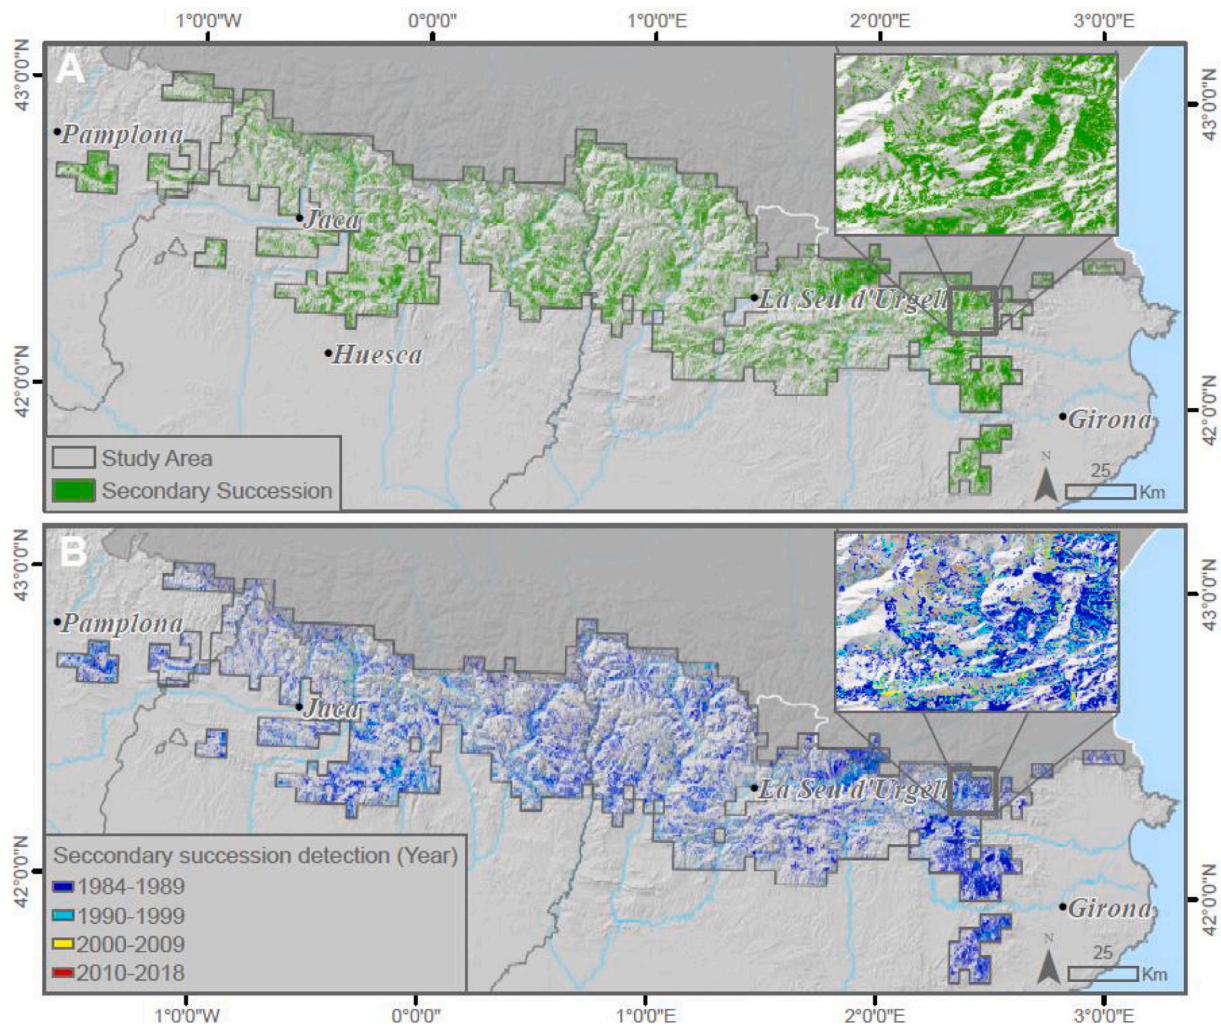 1°0'0"W 0°0'0" 1°0'0"E 2°0'0"E 3°0'0"E
A
43°0'0"N
43°0'0"N
Pamplona
Jaca
La Seu d'Urgell
Huesca
42°0'0"N
42°0'0"N
Girona
Study Area
Secondary Succession
N
25
Km
B
43°0'0"N
43°0'0"N
Pamplona
Jaca
La Seu d'Urgell
Seccondary succession detection (Year)
1984-1989
1990-1999
2000-2009
2010-2018
42°0'0"N
42°0'0"N
Girona
N
25
Km
1°0'0"W 0°0'0" 1°0'0"E 2°0'0"E 3°0'0"E